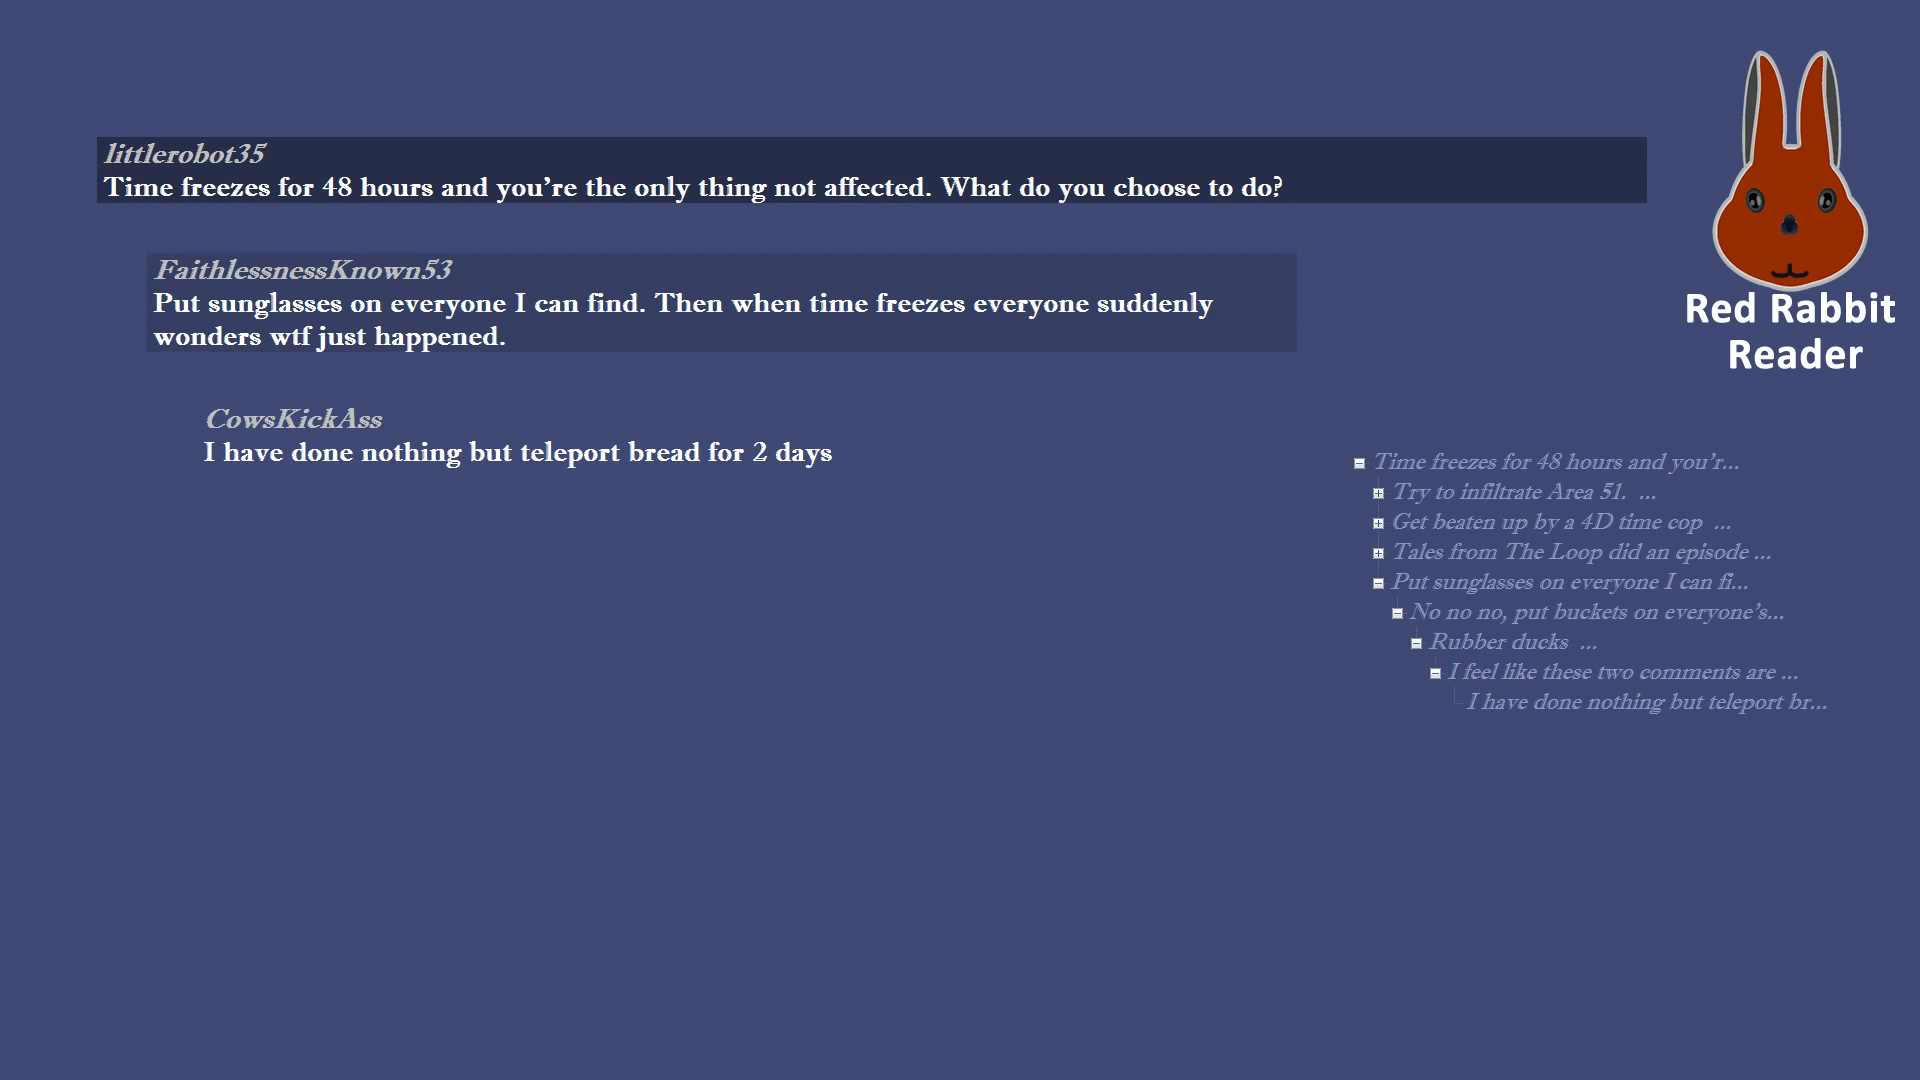 littlerobot35
Time freezes for 48 hours and you're the only thing not affected. What do you choose to do?
FaithlessnessKnown53
Put sunglasses on everyone I can find. Then when time freezes everyone suddenly
wonders wtf just happened.
CowsKickAss
I have done nothing but teleport bread for 2 days
Red Rabbit
Reader
Time freezes for 48 hours and you'r...
Try to infiltrate Area 51. ...
Get beaten up by a 4D time cop ...
Tales from The Loop did an episode ...
Put sunglasses on everyone I can fi...
No no no, put buckets on everyone's...
Rubber ducks ...
I feel like these two comments are ...
I have done nothing but teleport br...